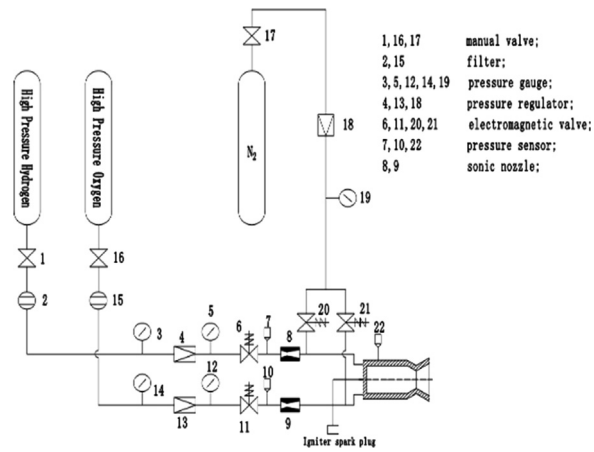 1, 16, 17 manual valve;
2, 15 filter;
3, 5, 12, 14, 19 pressure gauge;
4, 13, 18 pressure regulator;
6, 11, 20, 21 electromagnetic valve;
7, 10, 22 pressure sensor;
8, 9 sonic nozzle;
High Pressure Hydrogen
High Pressure Oxygen
N₂
17
18
19
1
16
2
15
3
4
5
6
7
8
20
21
22
14
13
12
11
10
9
Igniter spark plug